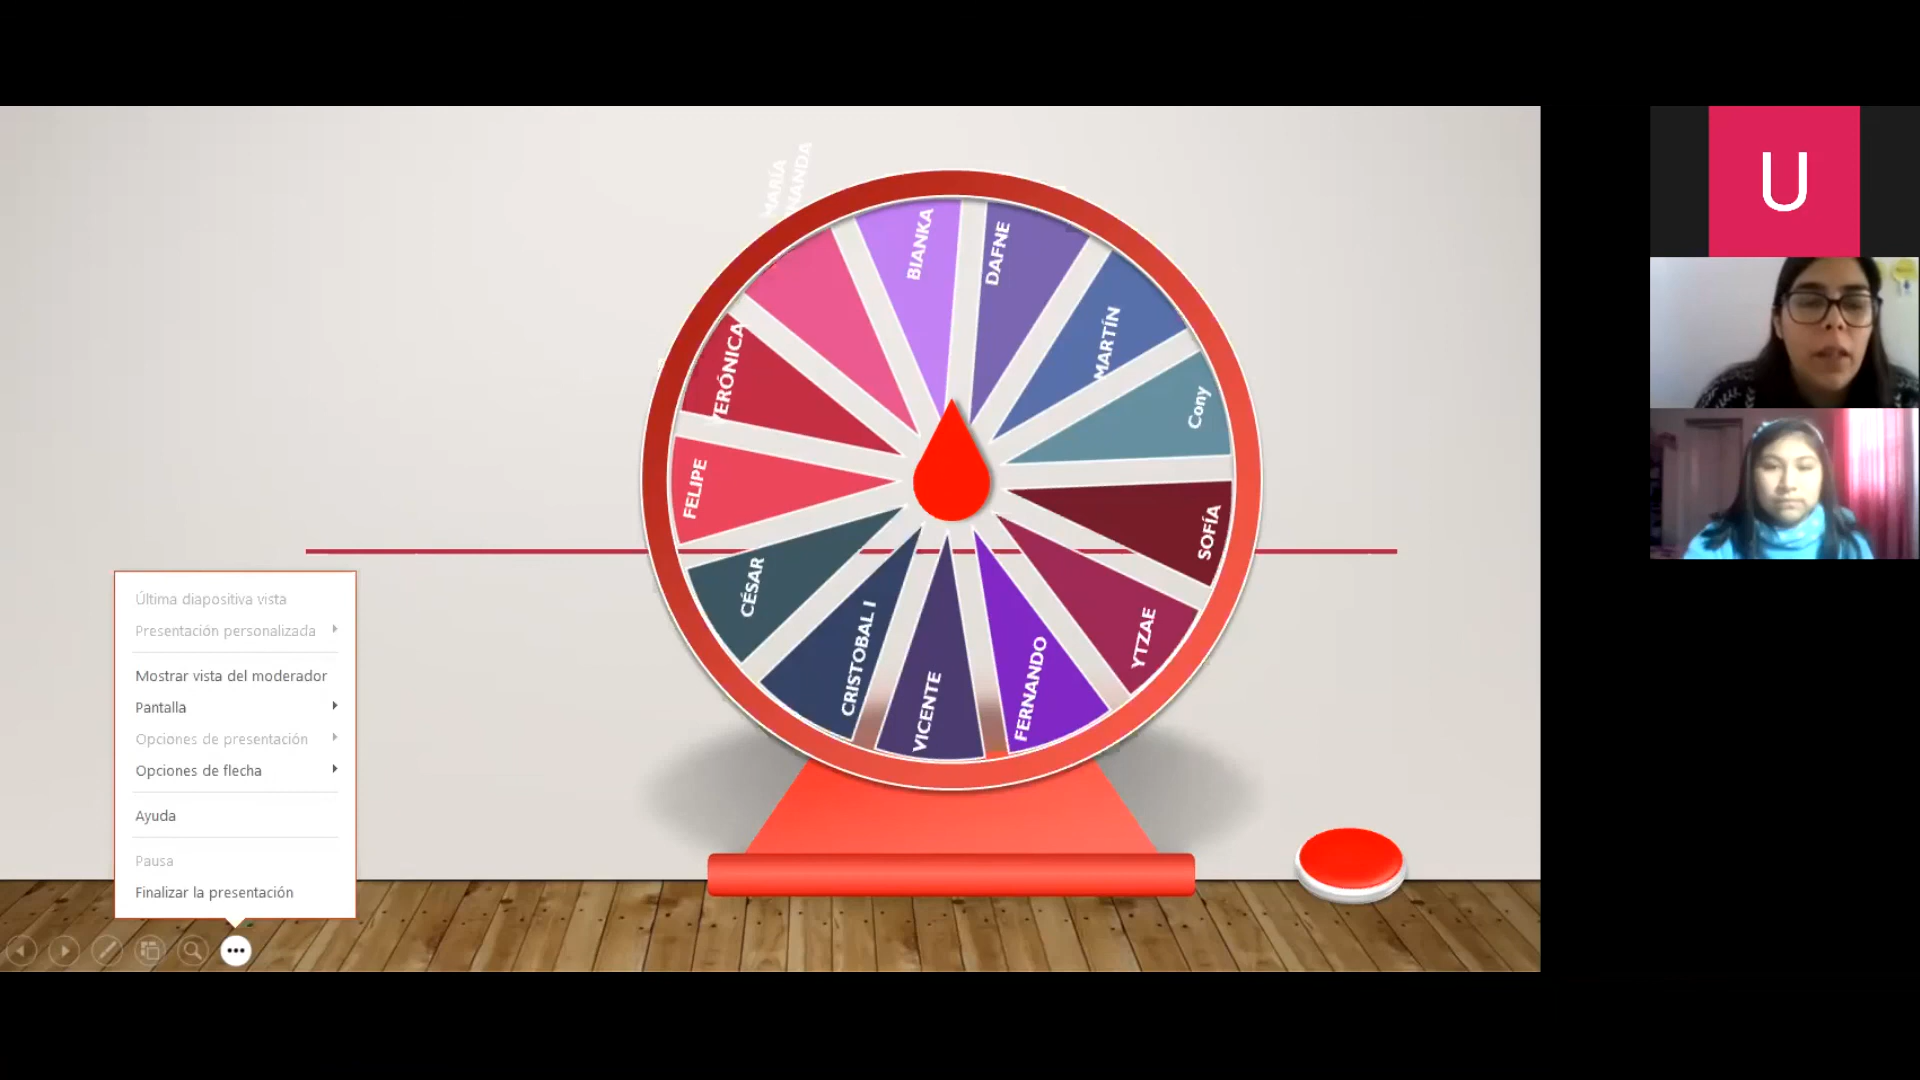 MARÍA
NANDA
BIANKA
DAFNE
MARTÍN
Cony
SOFÍA
YTZAE
FERNANDO
VICENTE
CRISTOBAL I
CÉSAR
FELIPE
VERÓNICA
Última diapositiva vista
Presentación personalizada
Mostrar vista del moderador
Pantalla
Opciones de presentación
Opciones de flecha
Ayuda
Pausa
Finalizar la presentación
U